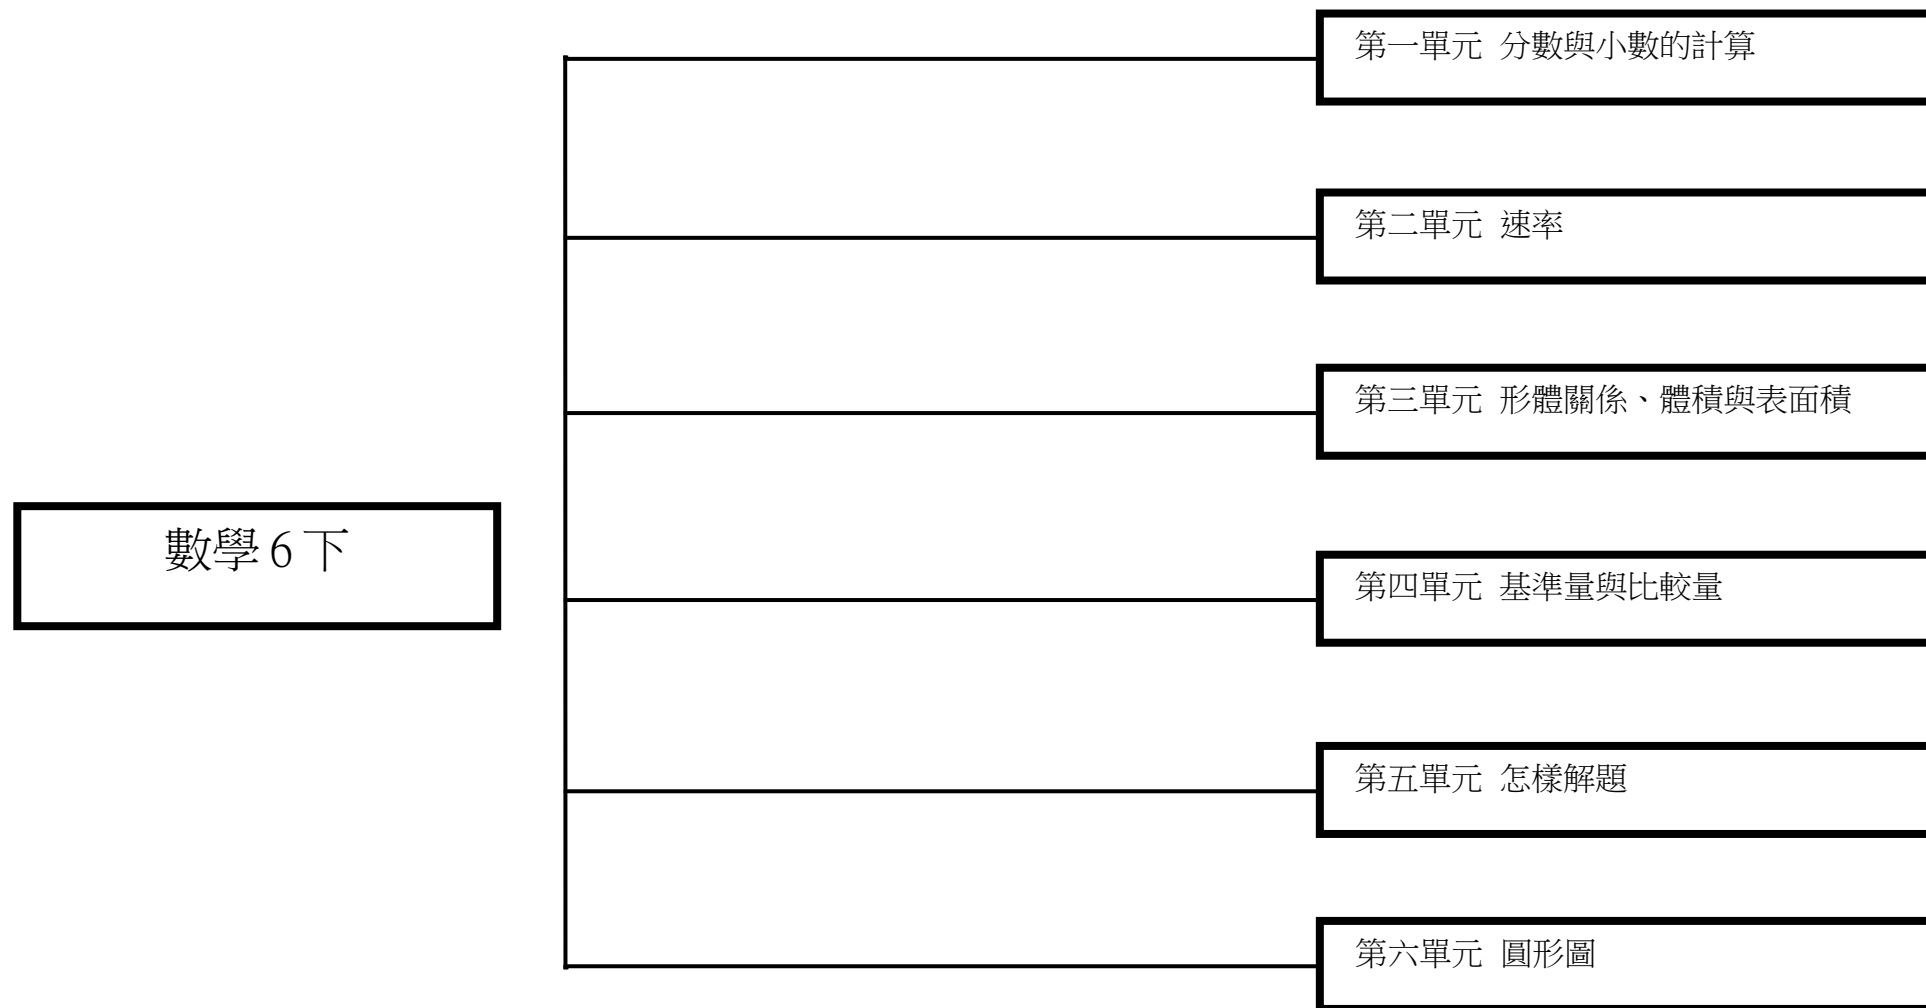 第一單元 分數與小數的計算
第二單元 速率
第三單元 形體關係、體積與表面積
數學6下
第四單元 基準量與比較量
第五單元 怎樣解題
第六單元 圓形圖